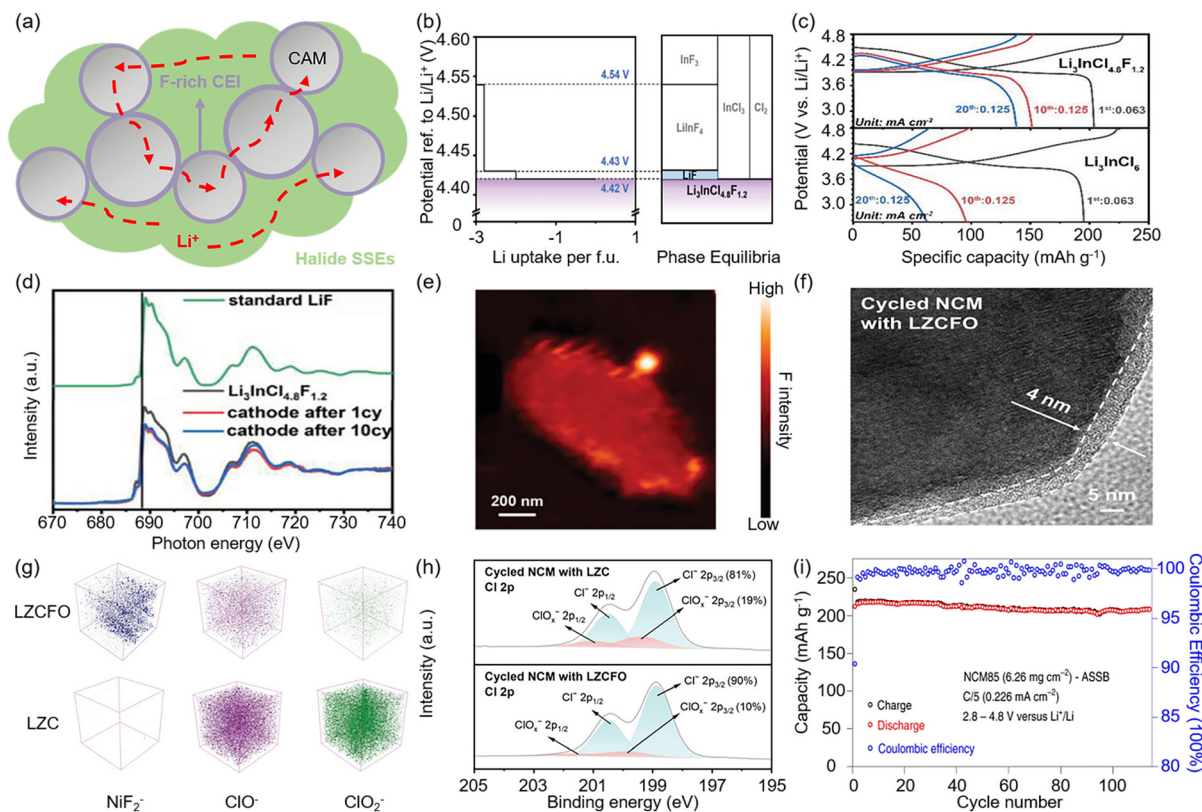 (a)
CAM
F-rich CEI
Li⁺
Halide SSEs
(b)
Potential ref. to Li/Li⁺ (V)
4.60
4.55
4.50
4.45
4.40
0
4.54 V
4.43
4.42 V
-3
-1
1
Li uptake per f.u.
InF₃
InCl₃
Cl₂
LiInF₄
LiF
Li₃InCl₄.₈F₁.₂
Phase Equilibria
(c)
Potential (V vs. Li/Li⁺)
4.8
4.2
3.6
3.0
Li₃InCl₄.₈F₁.₂
20ᵗʰ:0.125
10ᵗʰ:0.125
1ˢᵗ:0.063
Unit: mA cm⁻²
4.8
4.2
3.6
3.0
Li₃InCl₆
20ᵗʰ:0.125
10ᵗʰ:0.125
1ˢᵗ:0.063
Unit: mA cm⁻²
0 50 100 150 200 250
Specific capacity (mAh g⁻¹)
(d)
Intensity (a.u.)
standard LiF
Li₃InCl₄.₈F₁.₂
cathode after 1cy
cathode after 10cy
670 680 690 700 710 720 730 740
Photon energy (eV)
(e)
200 nm
High
F intensity
Low
(f)
Cycled NCM
with LZCFO
4 nm
5 nm
(g)
LZCFO
LZC
NiF₂⁻
ClO⁻
ClO₂⁻
(h)
Intensity (a.u.)
Cycled NCM with LZC
Cl 2p
Cl⁻ 2p₃/₂ (81%)
Cl⁻ 2p₁/₂
ClOₓ⁻ 2p₃/₂ (19%)
ClOₓ⁻ 2p₁/₂
Cycled NCM with LZCFO
Cl 2p
Cl⁻ 2p₃/₂ (90%)
Cl⁻ 2p₁/₂
ClOₓ⁻ 2p₃/₂ (10%)
ClOₓ⁻ 2p₁/₂
205 203 201 199 197 195
Binding energy (eV)
(i)
Capacity (mAh g⁻¹)
250
200
150
100
50
0
NCM85 (6.26 mg cm⁻²) - ASSB
C/5 (0.226 mA cm⁻²)
2.8 – 4.8 V versus Li⁺/Li
Charge
Discharge
Coulombic efficiency
100
95
90
85
80
Coulombic Efficiency (100%)
0 20 40 60 80 100
Cycle number